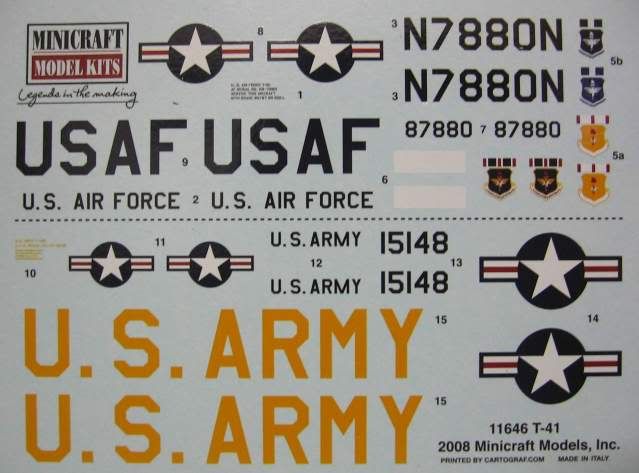 MINICRAFT
MODEL KITS
Legends in the making
8
1
3 N7880N
3 N7880N
5b
USAF 9 USAF
87880 7 87880
5a
6
U.S. AIR FORCE 2 U.S. AIR FORCE
10
11
U.S. ARMY 15148
12 13
U.S. ARMY 15148
14
U.S. ARMY 15
U.S. ARMY 15
11646 T-41
2008 Minicraft Models, Inc.
PRINTED BY CARTOGRAF.COM MADE IN ITALY.